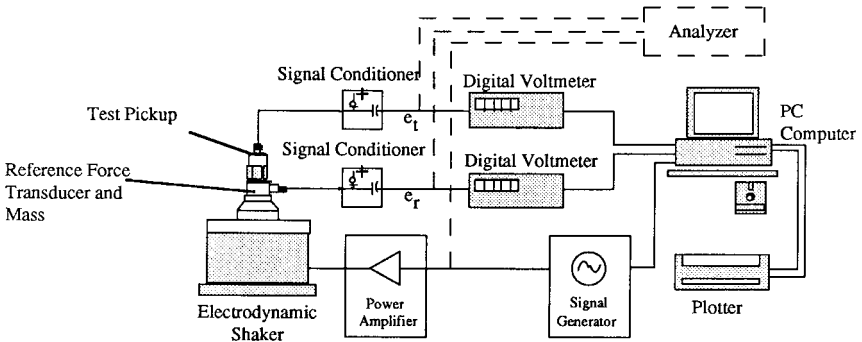 Analyzer
Signal Conditioner
Digital Voltmeter
Test Pickup
e_t
PC
Computer
Signal Conditioner
Digital Voltmeter
Reference Force
Transducer and
Mass
e_r
Power
Amplifier
Signal
Generator
Plotter
Electrodynamic
Shaker